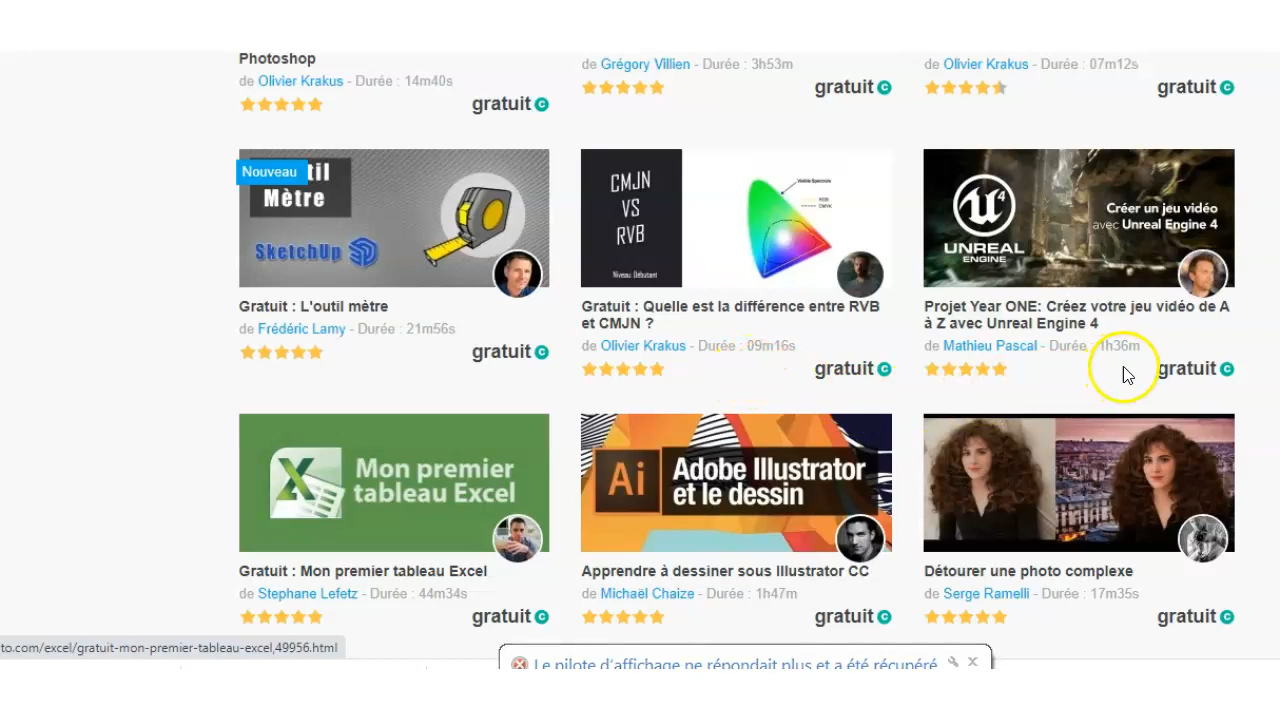 Photoshop
de Olivier Krakus - Durée : 14m40s
gratuit
de Grégory Villien - Durée : 3h53m
gratuit
de Olivier Krakus - Durée : 07m12s
gratuit
Nouveau
til
Mètre
SketchUp
Gratuit : L'outil mètre
de Frédéric Lamy - Durée : 21m56s
gratuit
CMJN
VS
RVB
Niveau Débutant
Gratuit : Quelle est la différence entre RVB
et CMJN ?
de Olivier Krakus - Durée : 09m16s
gratuit
UNREAL
ENGINE
4
Créer un jeu vidéo
avec Unreal Engine 4
Projet Year ONE: Créez votre jeu vidéo de A
à Z avec Unreal Engine 4
de Mathieu Pascal - Durée : 1h36m
gratuit
Mon premier
tableau Excel
Gratuit : Mon premier tableau Excel
de Stephane Lefetz - Durée : 44m34s
gratuit
Ai
Adobe Illustrator
et le dessin
Apprendre à dessiner sous Illustrator CC
de Michaël Chaize - Durée : 1h47m
gratuit
Détourer une photo complexe
de Serge Ramelli - Durée : 17m35s
gratuit
to.com/excel/gratuit-mon-premier-tableau-excel,49956.html
Le pilote d'affichage ne répondait plus et a été récupéré